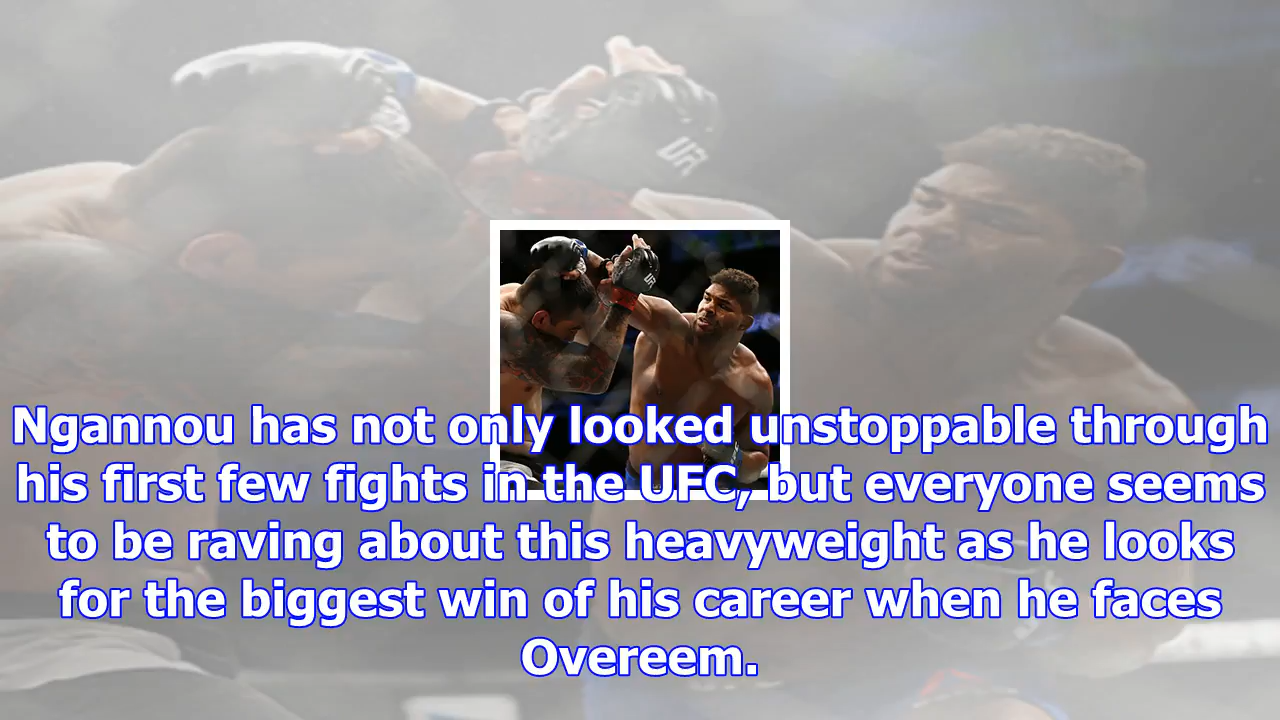 UFC
Ngannou has not only looked unstoppable through
his first few fights in the UFC, but everyone seems
to be raving about this heavyweight as he looks
for the biggest win of his career when he faces
Overeem.